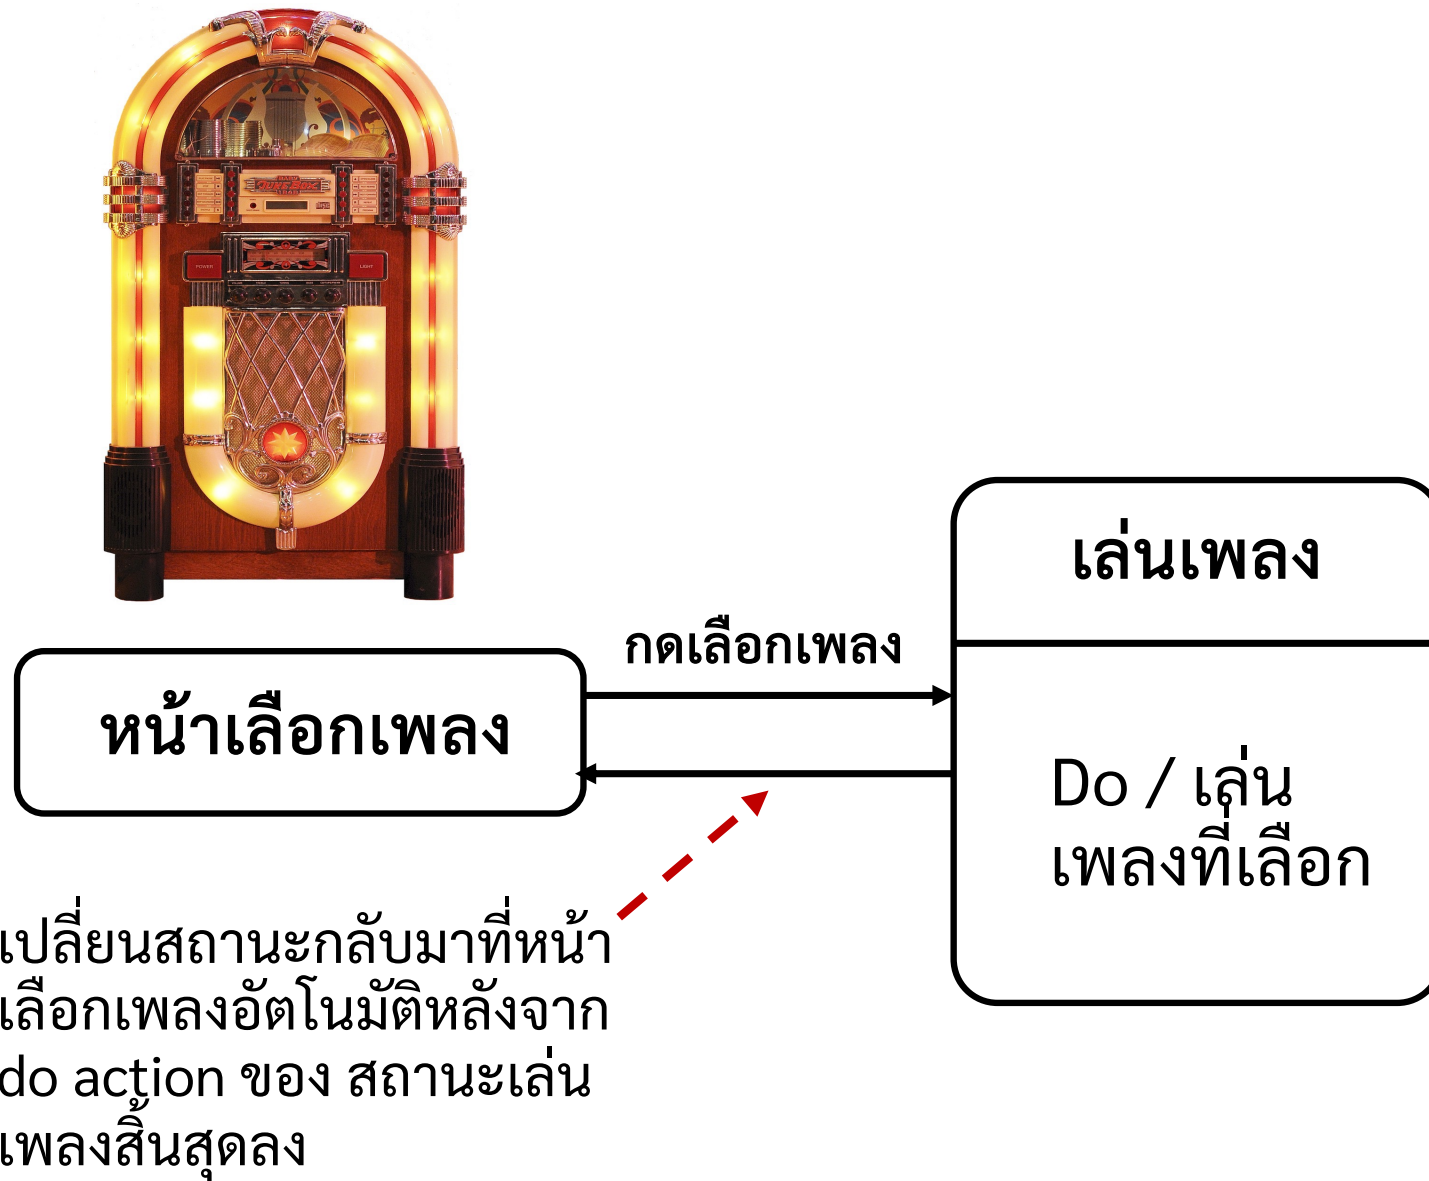 JUKE BOX
POWER
LIGHT
เล่นเพลง
กดเลือกเพลง
หน้าเลือกเพลง
Do / เล่น
เพลงที่เลือก
เปลี่ยนสถานะกลับมาที่หน้า
เลือกเพลงอัตโนมัติหลังจาก
do action ของ สถานะเล่น
เพลงสิ้นสุดลง